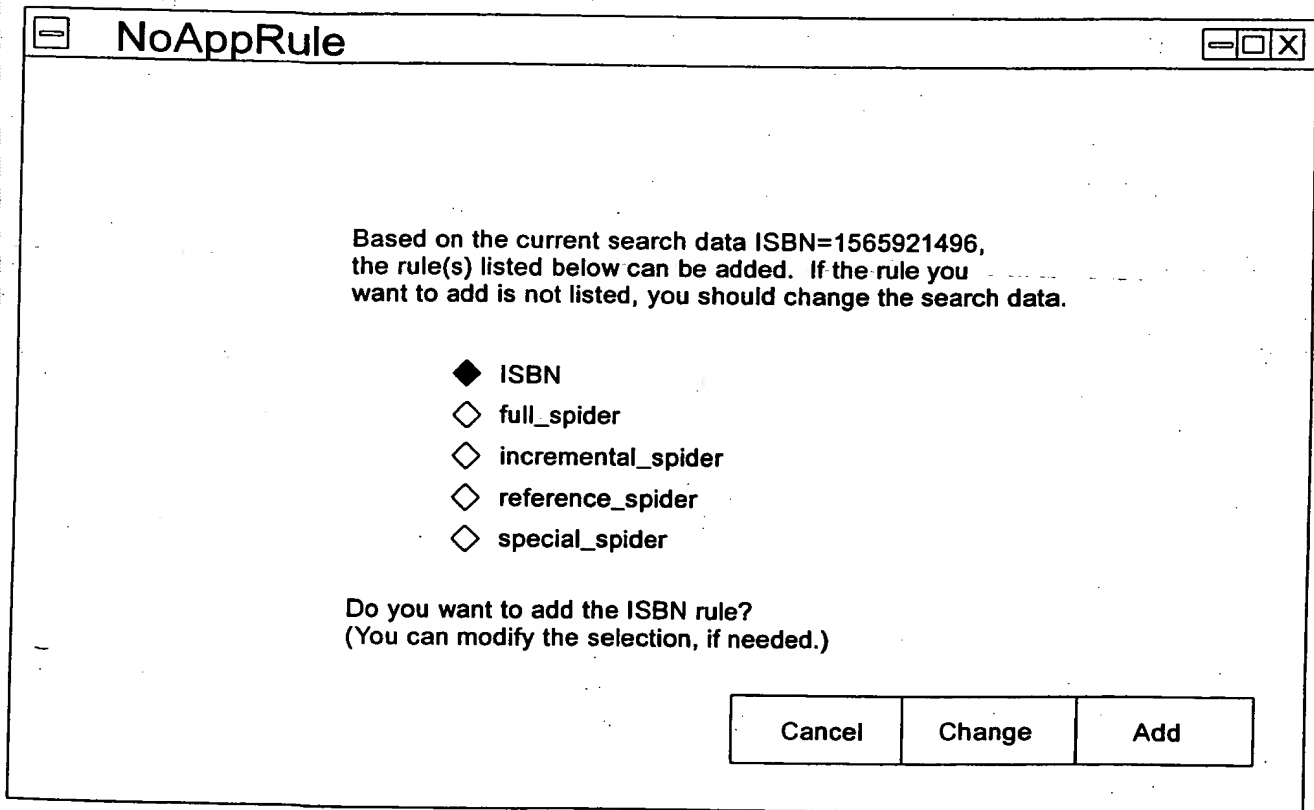 NoAppRule
Based on the current search data ISBN=1565921496,
the rule(s) listed below can be added. If the rule you
want to add is not listed, you should change the search data.
ISBN
full_spider
incremental_spider
reference_spider
special_spider
Do you want to add the ISBN rule?
(You can modify the selection, if needed.)
Cancel Change Add